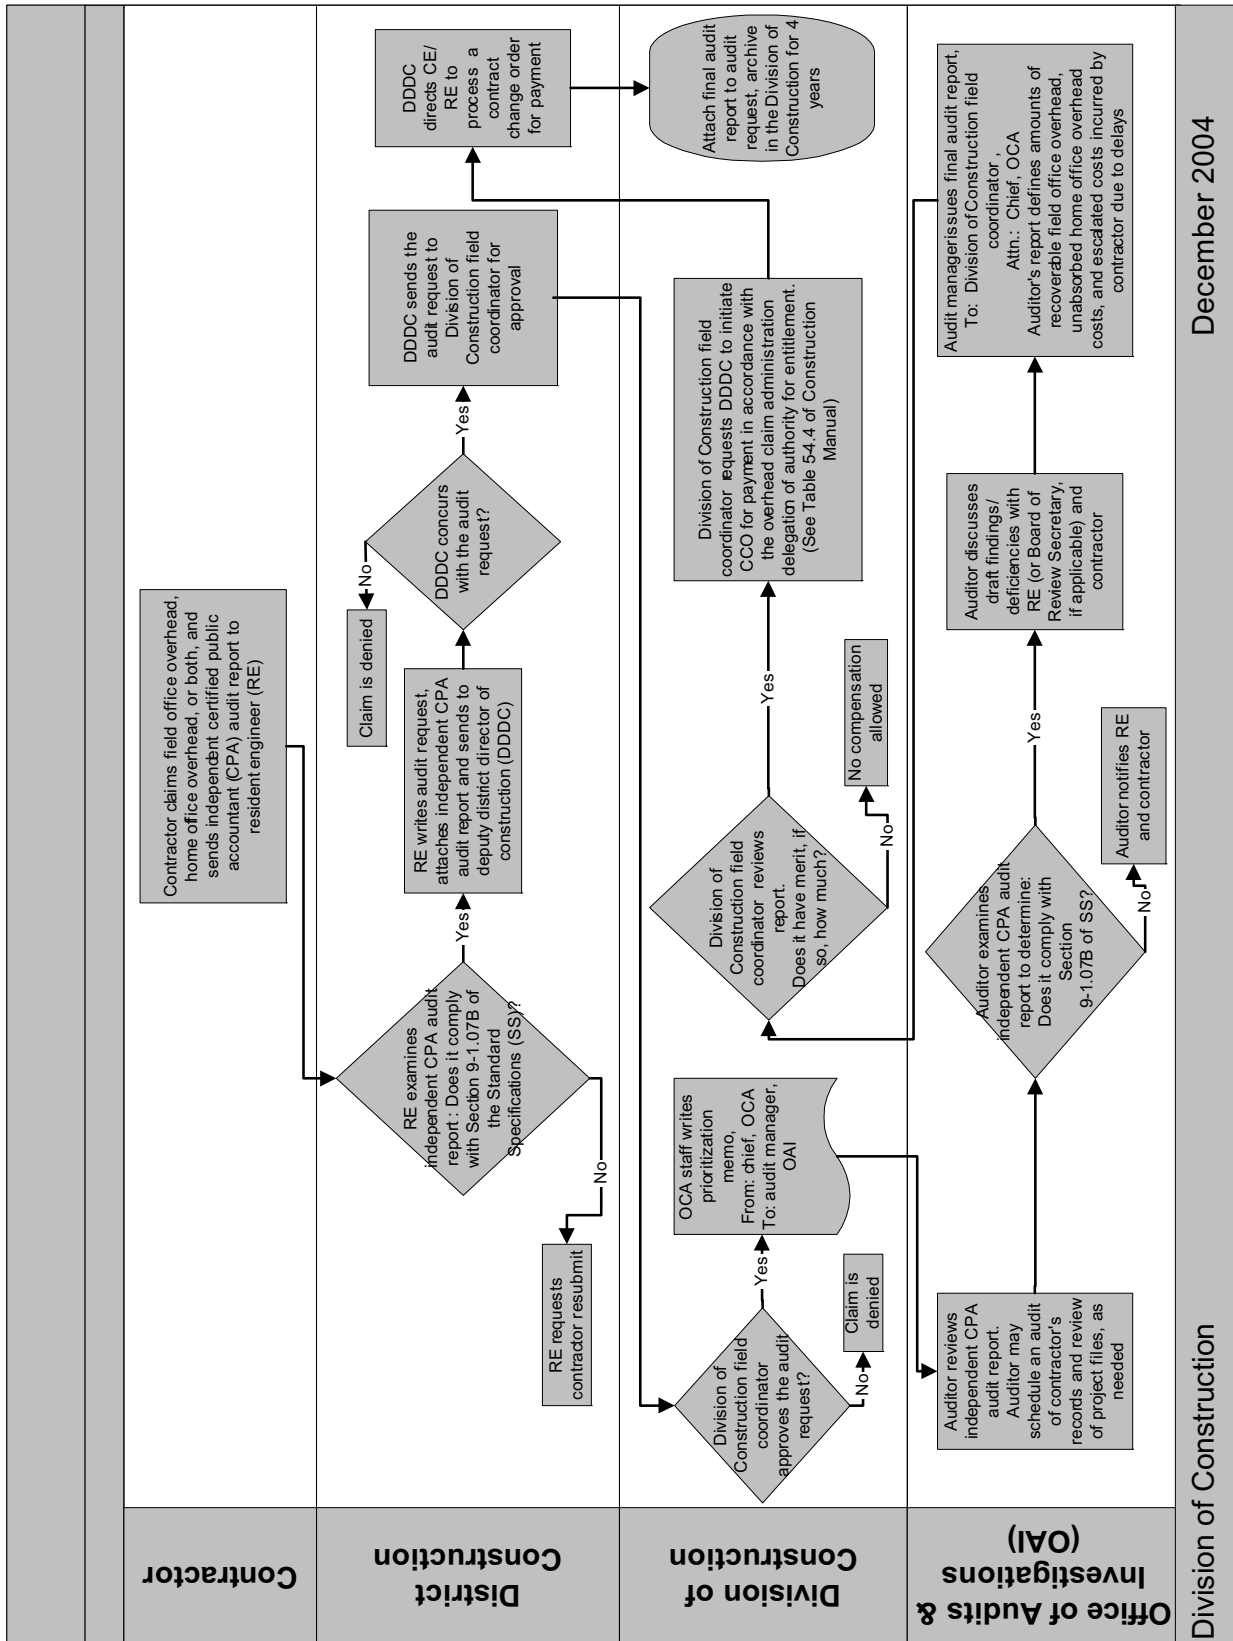 Contractor
Contractor claims field office overhead,
home office overhead, or both, and
sends independent certified public
accountant (CPA) audit report to
resident engineer (RE)
District
Construction
RE examines
independent CPA audit
report : Does it comply
with Section 9-1.07B of
the Standard
Specifications (SS)?
No
RE requests
contractor resubmit
Yes
RE writes audit request,
attaches independent CPA
audit report and sends to
deputy district director of
construction (DDDC)
DDDC concurs
with the audit
request?
No
Claim is denied
Yes
DDDC sends the
audit request to
Division of
Construction field
coordinator for
approval
DDDC
directs CE/
RE to
process a
contract
change order
for payment
Division of
Construction
Division of
Construction field
coordinator
approves the audit
request?
No
Claim is
denied
Yes
OCA staff writes
prioritization
memo,
From: chief, OCA
To: audit manager,
OAI
Division of
Construction field
coordinator reviews
report.
Does it have merit, if
so, how much?
No
No compensation
allowed
Yes
Division of Construction field
coordinator requests DDDC to initiate
CCO for payment in accordance with
the overhead claim administration
delegation of authority for entitlement.
(See Table 5-4.4 of Construction
Manual)
Attach final audit
report to audit
request, archive
in the Division of
Construction for 4
years
Office of Audits &
Investigations
(OAI)
Auditor reviews
independent CPA
audit report.
Auditor may
schedule an audit
of contractor's
records and review
of project files, as
needed
Auditor examines
independent CPA audit
report to determine:
Does it comply with
Section
9-1.07B of SS?
No
Auditor notifies RE
and contractor
Yes
Auditor discusses
draft findings/
deficiencies with
RE (or Board of
Review Secretary,
if applicable) and
contractor
Audit managerissues final audit report,
To: Division of Construction field
coordinator ,
Attn.: Chief, OCA
Auditor's report defines amounts of
recoverable field office overhead,
unabsorbed home office overhead
costs, and escalated costs incurred by
contractor due to delays
Division of Construction
December 2004